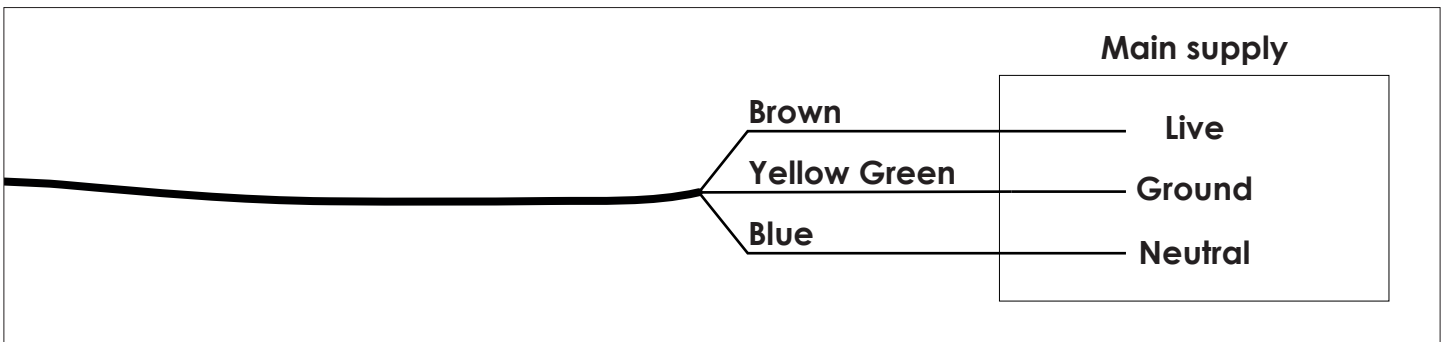 Main supply
Brown
Live
Yellow Green
Ground
Blue
Neutral